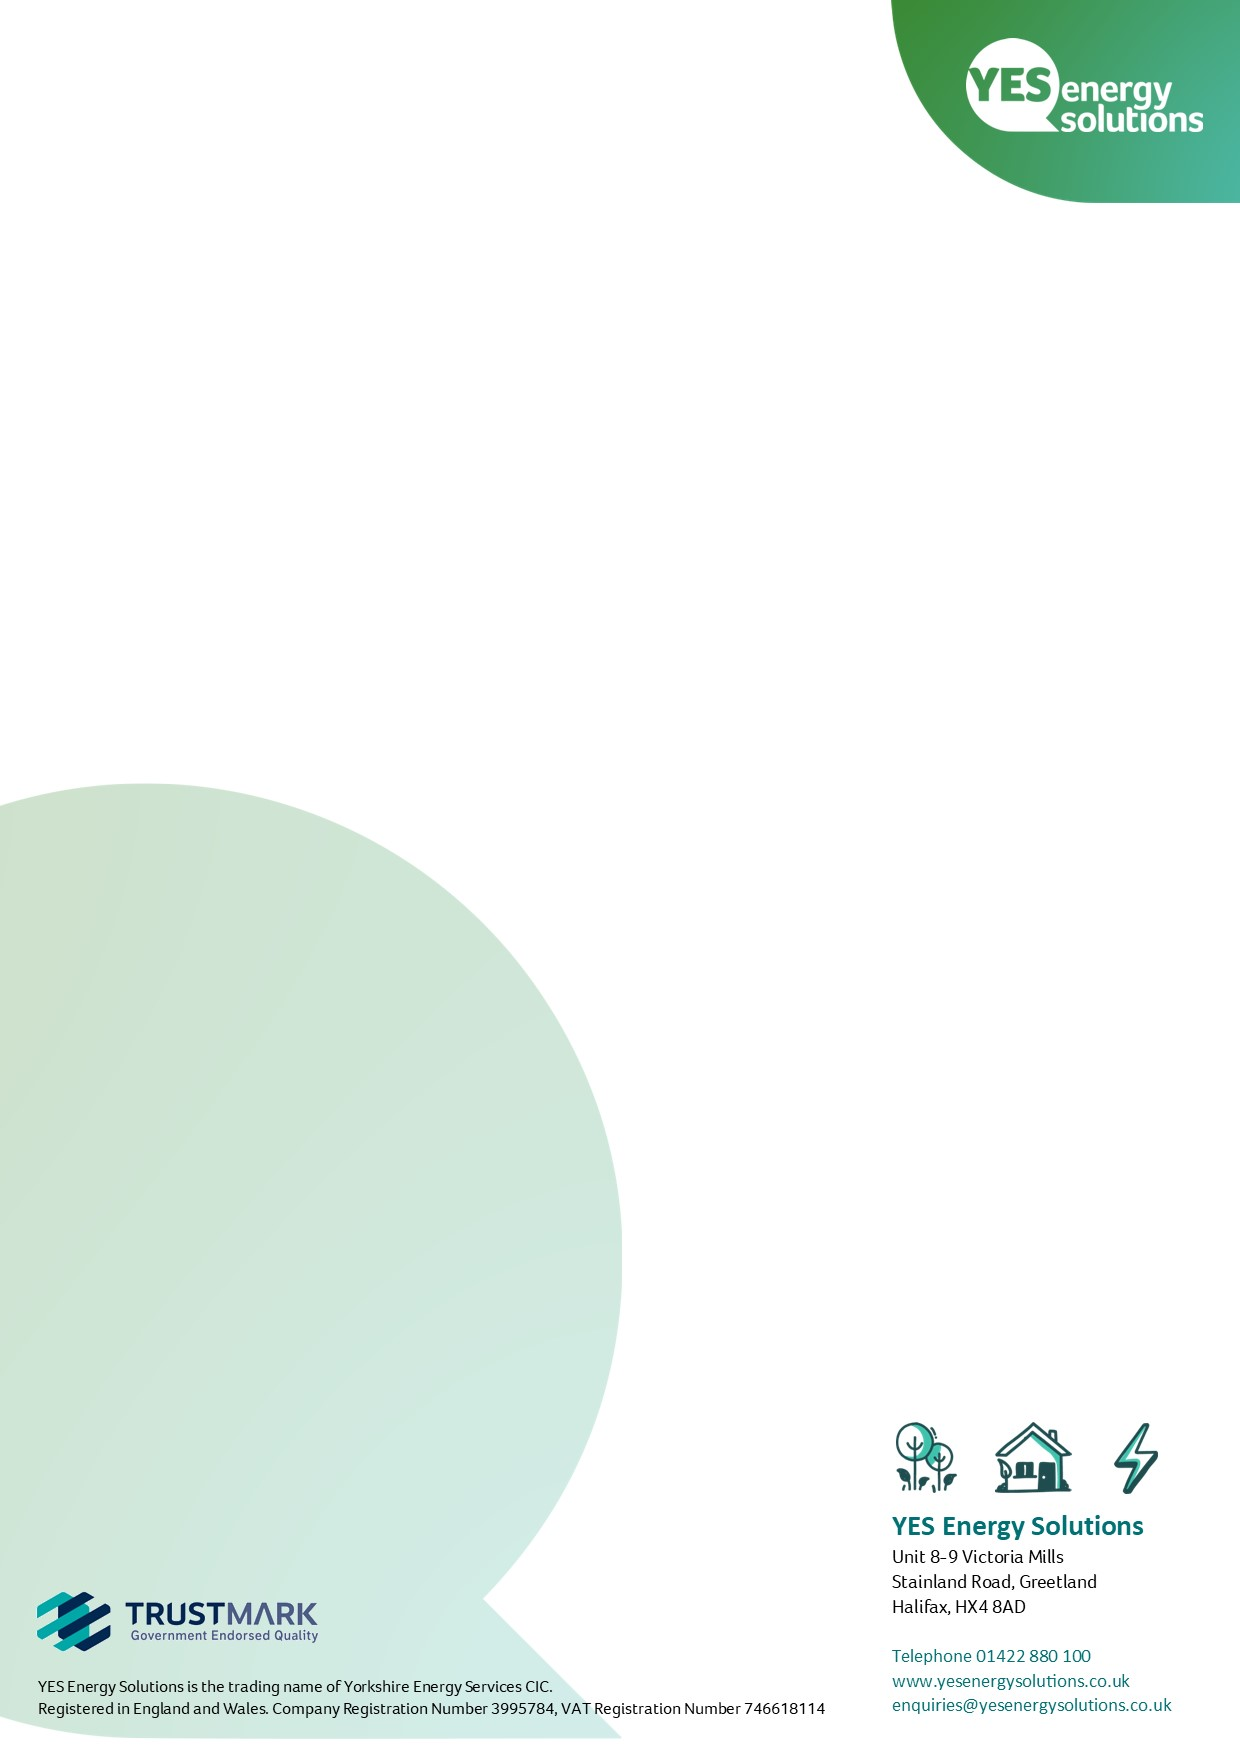 YES energy
solutions
YES Energy Solutions
Unit 8-9 Victoria Mills
Stainland Road, Greetland
Halifax, HX4 8AD
Telephone 01422 880 100
www.yesenergysolutions.co.uk
enquiries@yesenergysolutions.co.uk
TRUSTMARK
Government Endorsed Quality
YES Energy Solutions is the trading name of Yorkshire Energy Services CIC.
Registered in England and Wales. Company Registration Number 3995784, VAT Registration Number 746618114